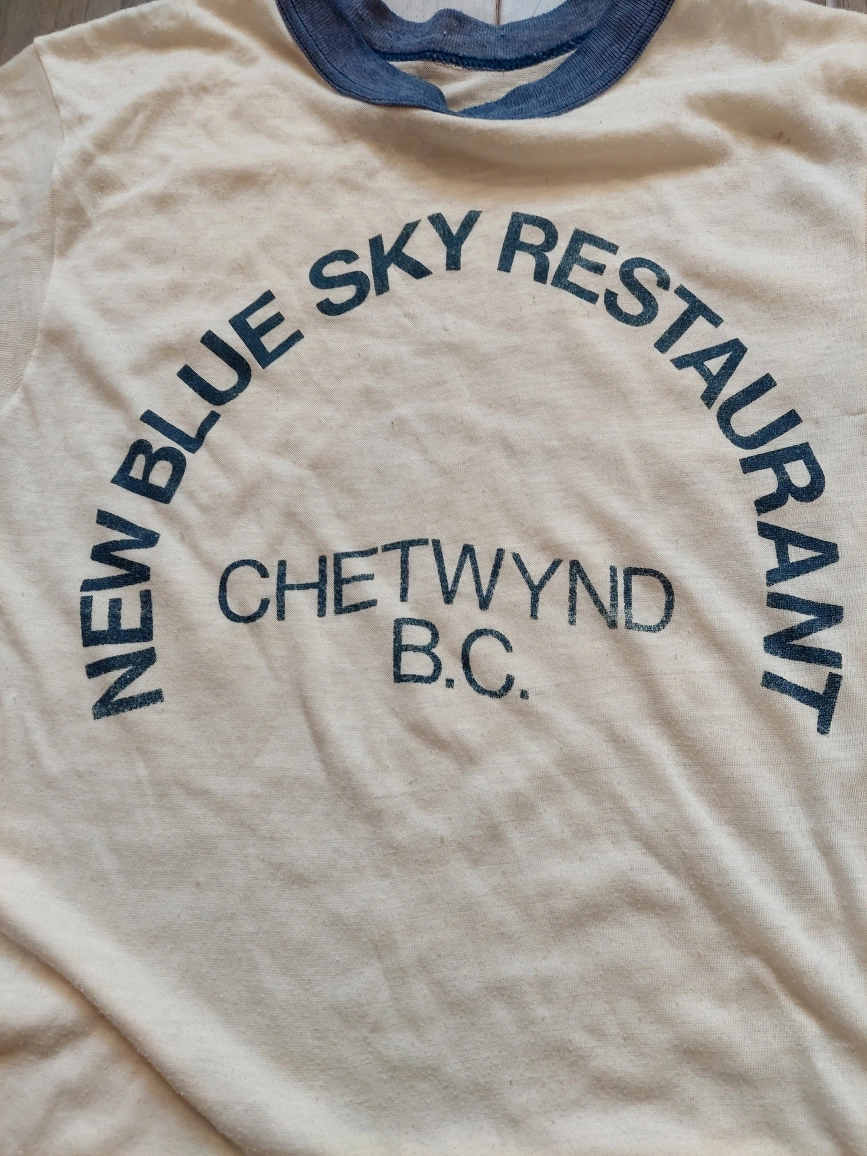 NEW BLUE SKY RESTAURANT
CHETWYND
B.C.